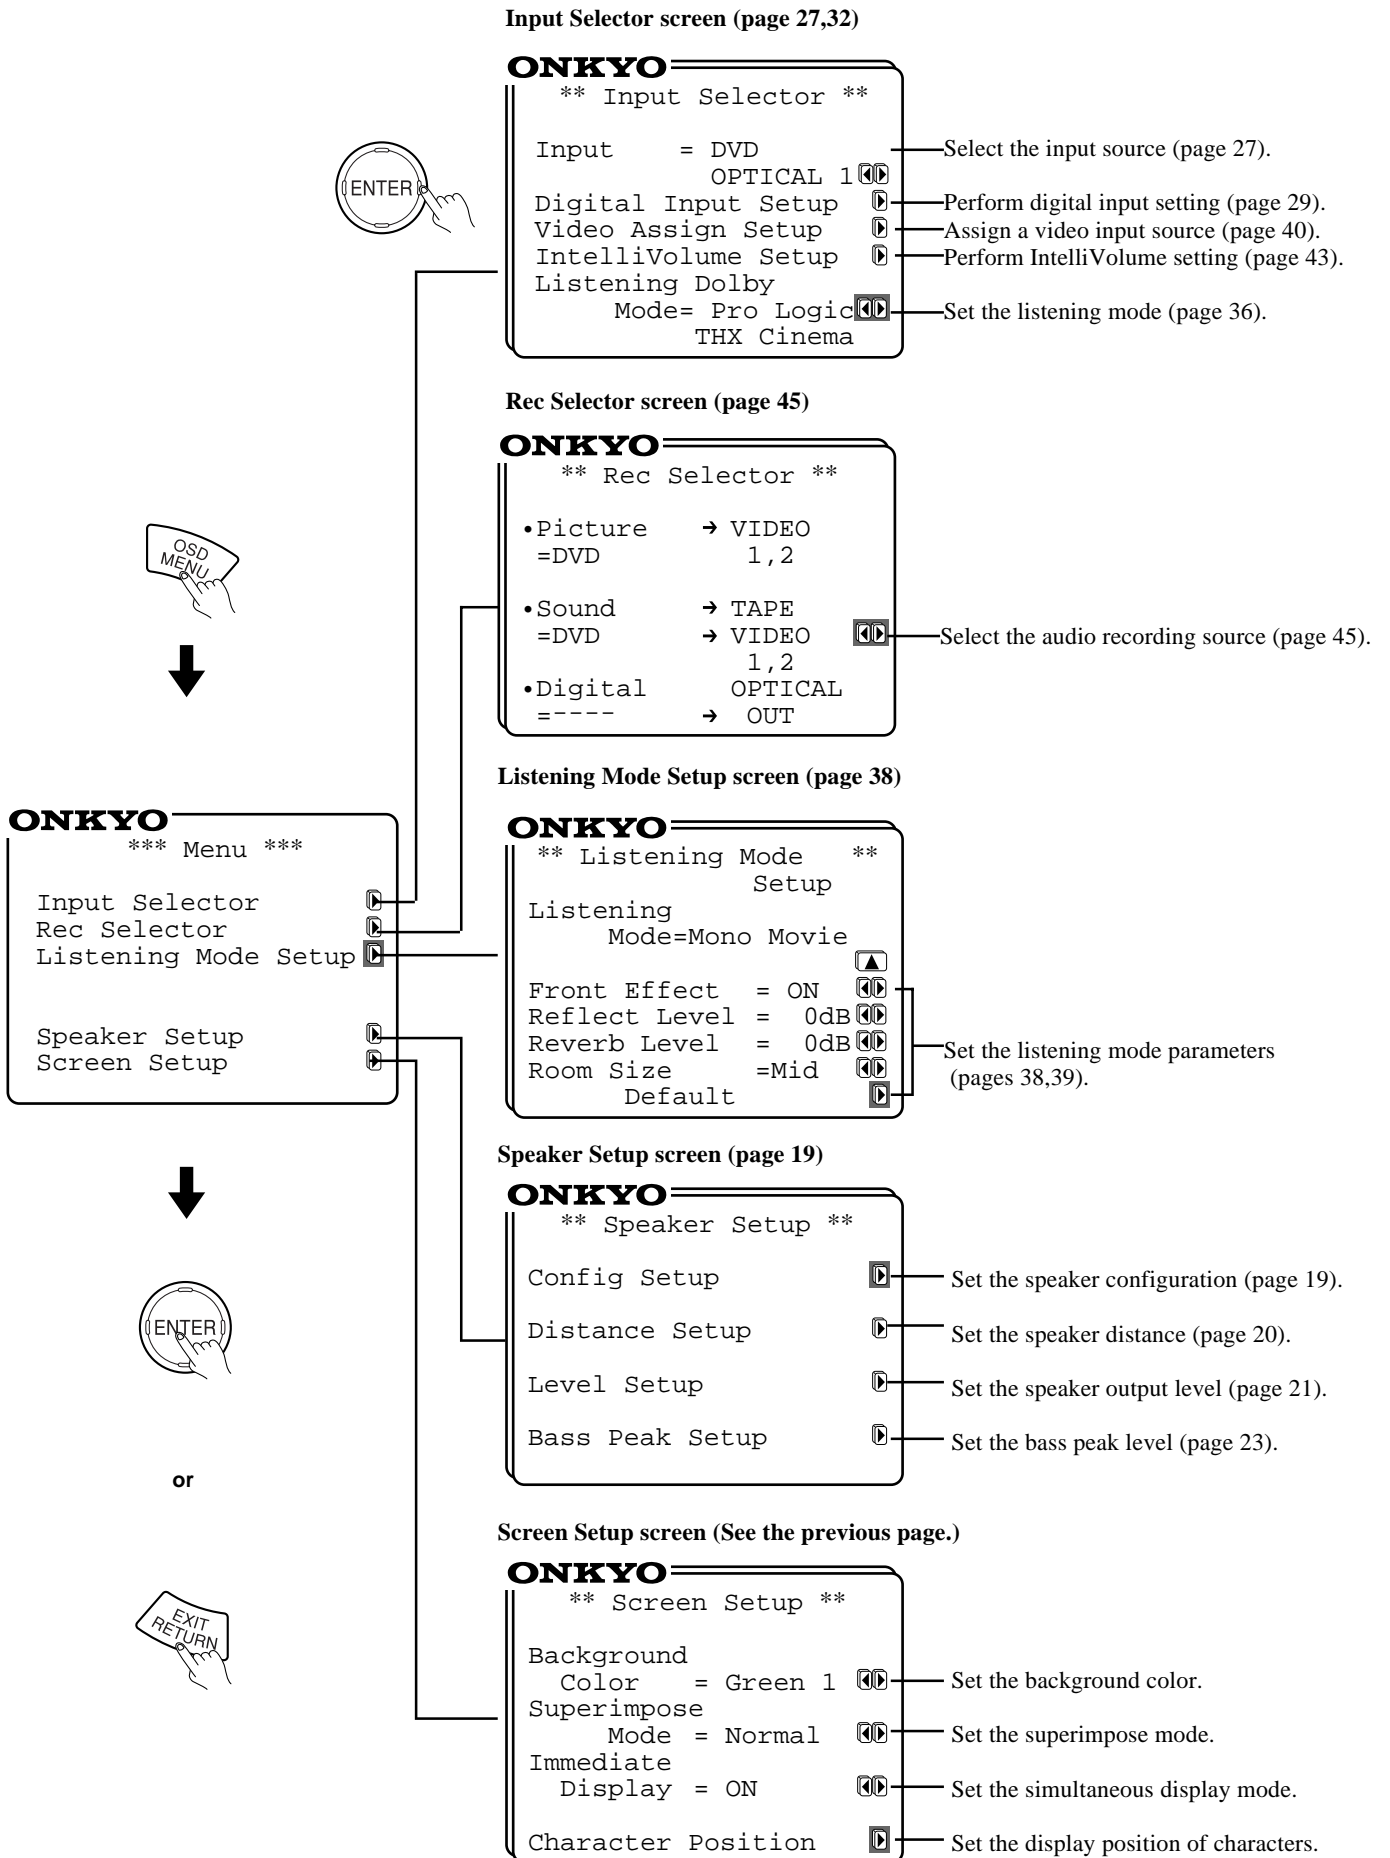 Input Selector screen (page 27,32)
ONKYO
** Input Selector **
Input = DVD
OPTICAL 1
Digital Input Setup
Video Assign Setup
IntelliVolume Setup
Listening Dolby
Mode= Pro Logic
THX Cinema
Select the input source (page 27).
Perform digital input setting (page 29).
Assign a video input source (page 40).
Perform IntelliVolume setting (page 43).
Set the listening mode (page 36).
ENTER
Rec Selector screen (page 45)
ONKYO
** Rec Selector **
•Picture → VIDEO
=DVD 1,2
•Sound → TAPE
=DVD → VIDEO
1,2
•Digital OPTICAL
=---- → OUT
Select the audio recording source (page 45).
OSD
MENU
Listening Mode Setup screen (page 38)
ONKYO
** Listening Mode **
Setup
Listening
Mode=Mono Movie
Front Effect = ON
Reflect Level = 0dB
Reverb Level = 0dB
Room Size =Mid
Default
Set the listening mode parameters
(pages 38,39).
ONKYO
*** Menu ***
Input Selector
Rec Selector
Listening Mode Setup
Speaker Setup
Screen Setup
Speaker Setup screen (page 19)
ONKYO
** Speaker Setup **
Config Setup
Distance Setup
Level Setup
Bass Peak Setup
Set the speaker configuration (page 19).
Set the speaker distance (page 20).
Set the speaker output level (page 21).
Set the bass peak level (page 23).
ENTER
or
EXIT
RETURN
Screen Setup screen (See the previous page.)
ONKYO
** Screen Setup **
Background
Color = Green 1
Superimpose
Mode = Normal
Immediate
Display = ON
Character Position
Set the background color.
Set the superimpose mode.
Set the simultaneous display mode.
Set the display position of characters.